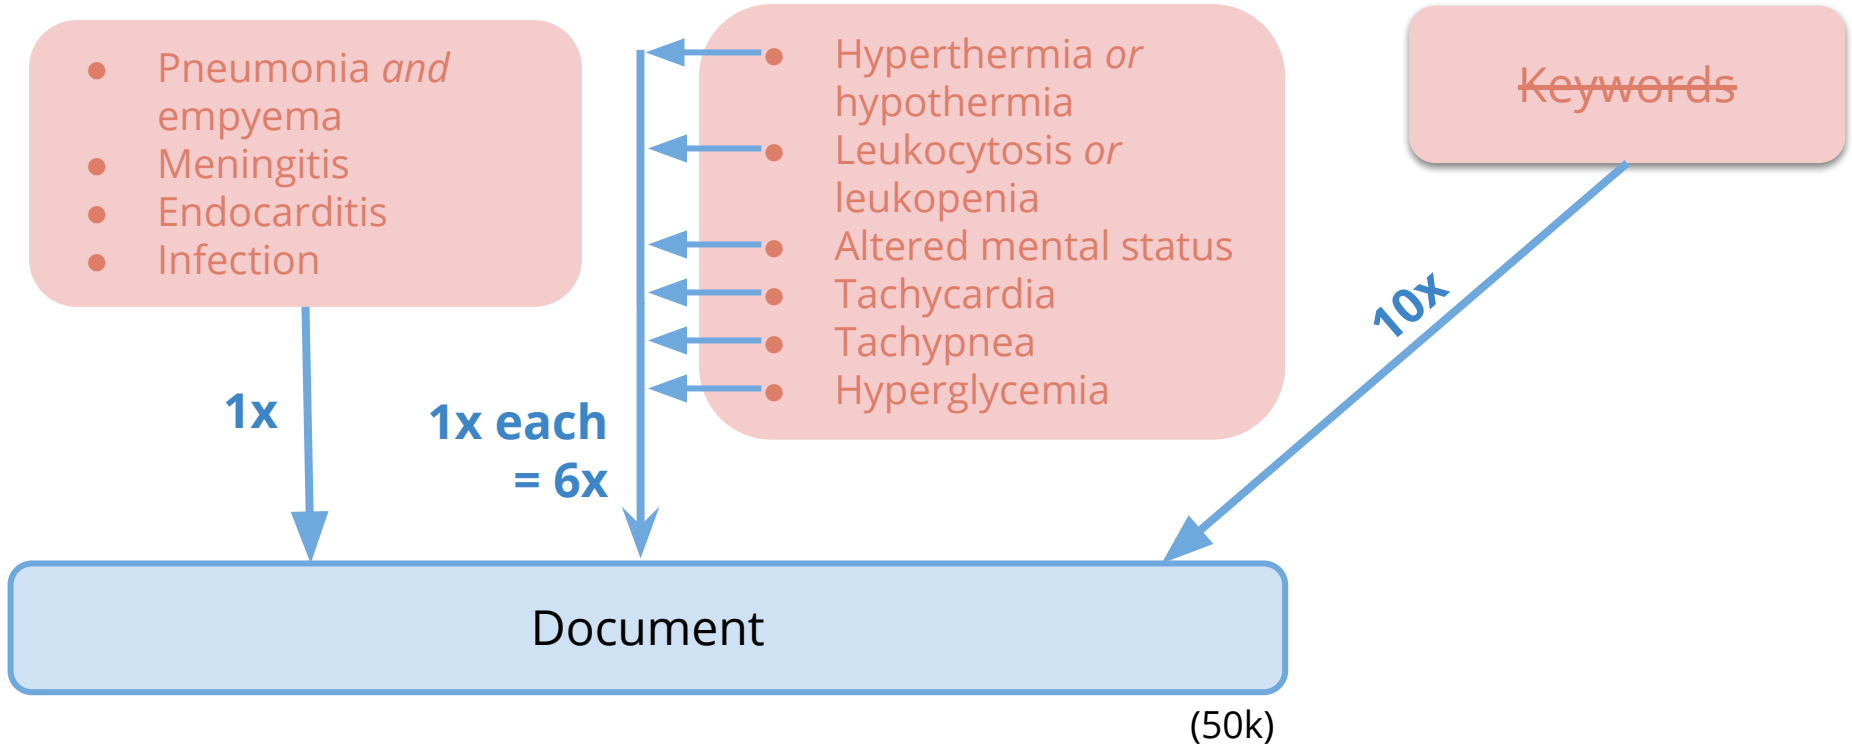 ● Pneumonia and
empyema
● Meningitis
● Endocarditis
● Infection
● Hyperthermia or
hypothermia
● Leukocytosis or
leukopenia
● Altered mental status
● Tachycardia
● Tachypnea
● Hyperglycemia
Keywords
1x
1x each
= 6x
10x
Document
(50k)